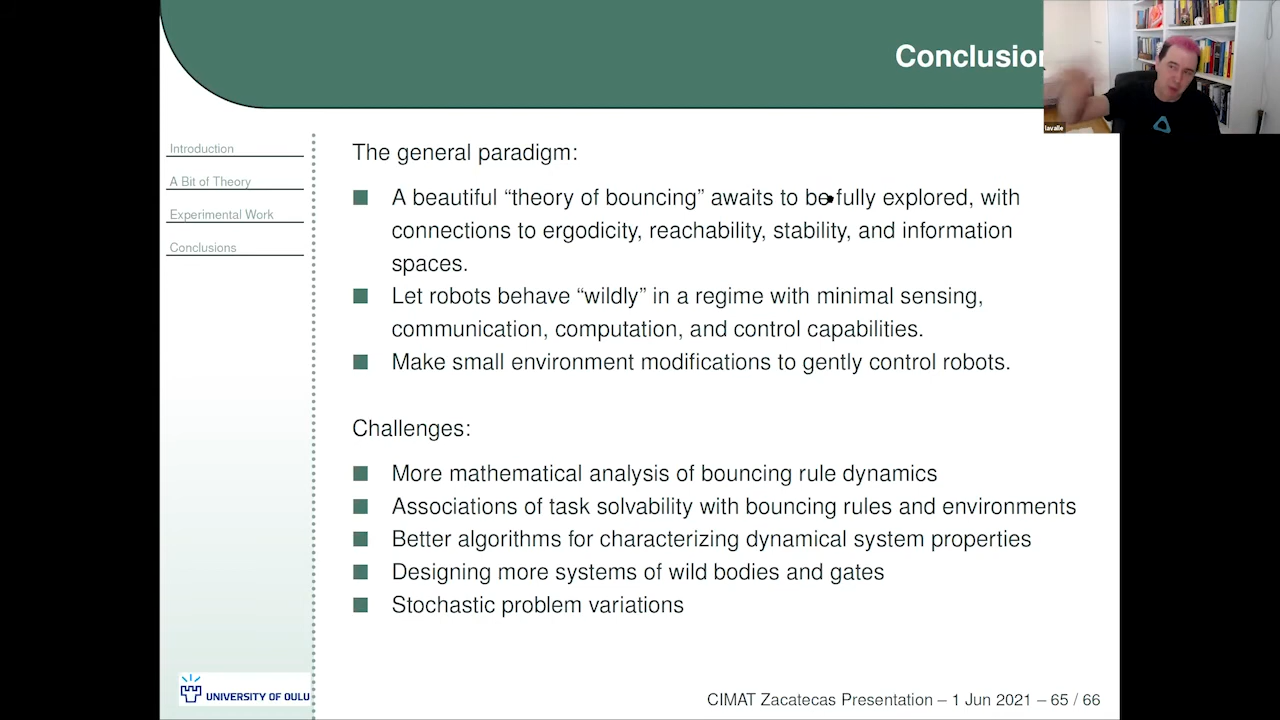 Conclusion
lavalle
Introduction
A Bit of Theory
Experimental Work
Conclusions
The general paradigm:
A beautiful “theory of bouncing” awaits to be fully explored, with
connections to ergodicity, reachability, stability, and information
spaces.
Let robots behave “wildly” in a regime with minimal sensing,
communication, computation, and control capabilities.
Make small environment modifications to gently control robots.
Challenges:
More mathematical analysis of bouncing rule dynamics
Associations of task solvability with bouncing rules and environments
Better algorithms for characterizing dynamical system properties
Designing more systems of wild bodies and gates
Stochastic problem variations
UNIVERSITY OF OULU
CIMAT Zacatecas Presentation – 1 Jun 2021 – 65 / 66